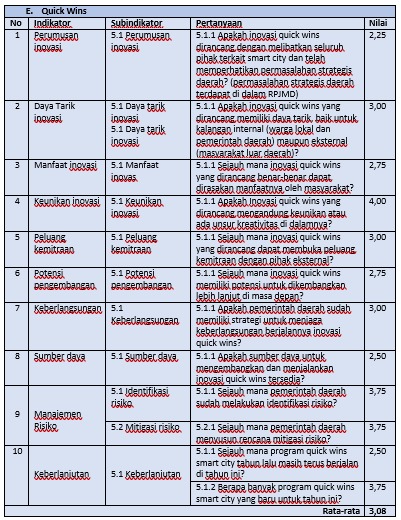 E. Quick Wins
No Indikator Subindikator Pertanyaan Nilai
1 Perumusan inovasi 5.1 Perumusan inovasi 5.1.1 Apakah inovasi quick wins dirancang dengan melibatkan seluruh pihak terkait smart city dan telah memperhatikan permasalahan strategis daerah? (permasalahan strategis daerah terdapat di dalam RPJMD) 2,25
2 Daya Tarik inovasi 5.1 Daya tarik inovasi 5.1 Daya tarik inovasi 5.1.1 Apakah inovasi quick wins yang dirancang memiliki daya tarik, baik untuk kalangan internal (warga lokal dan pemerintah daerah) maupun eksternal (masyarakat luar daerah)? 3,00
3 Manfaat inovasi 5.1 Manfaat inovas 5.1.1 Sejauh mana inovasi quick wins yang dirancang benar-benar dapat dirasakan manfaatnya oleh masyarakat? 2,75
4 Keunikan inovasi 5.1 Keunikan inovasi 5.1.1 Apakah inovasi quick wins yang dirancang mengandung keunikan atau ada unsur kreativitas di dalamnya? 4,00
5 Peluang kemitraan 5.1 Peluang kemitraan 5.1.1 Sejauh mana inovasi quick wins yang dirancang dapat membuka peluang kemitraan dengan pihak eksternal? 3,00
6 Potensi pengembangan 5.1 Potensi pengembangan 5.1.1 Sejauh mana inovasi quick wins memiliki potensi untuk dikembangkan lebih lanjut di masa depan? 2,75
7 Keberlangsungan 5.1 Keberlangsungan 5.1.1 Apakah pemerintah daerah sudah memiliki strategi untuk menjaga keberlangsungan berjalannya inovasi quick wins? 3,00
8 Sumber daya 5.1 Sumber daya 5.1.1 Apakah sumber daya untuk mengembangkan dan menjalankan inovasi quick wins tersedia? 2,50
9 Manajemen Risiko 5.1 Identifikasi risiko 5.1.1 Sejauh mana pemerintah daerah sudah melakukan identifikasi risiko? 3,75
5.2 Mitigasi risiko 5.2.1 Sejauh mana pemerintah daerah menyusun rencana mitigasi risiko? 3,75
10 Keberlanjutan 5.1 Keberlanjutan 5.1.1 Sejauh mana program quick wins smart city tahun lalu masih terus berjalan di tahun ini? 2,50
5.1.2 Berapa banyak program quick wins smart city yang baru untuk tahun ini? 3,75
Rata-rata 3,08